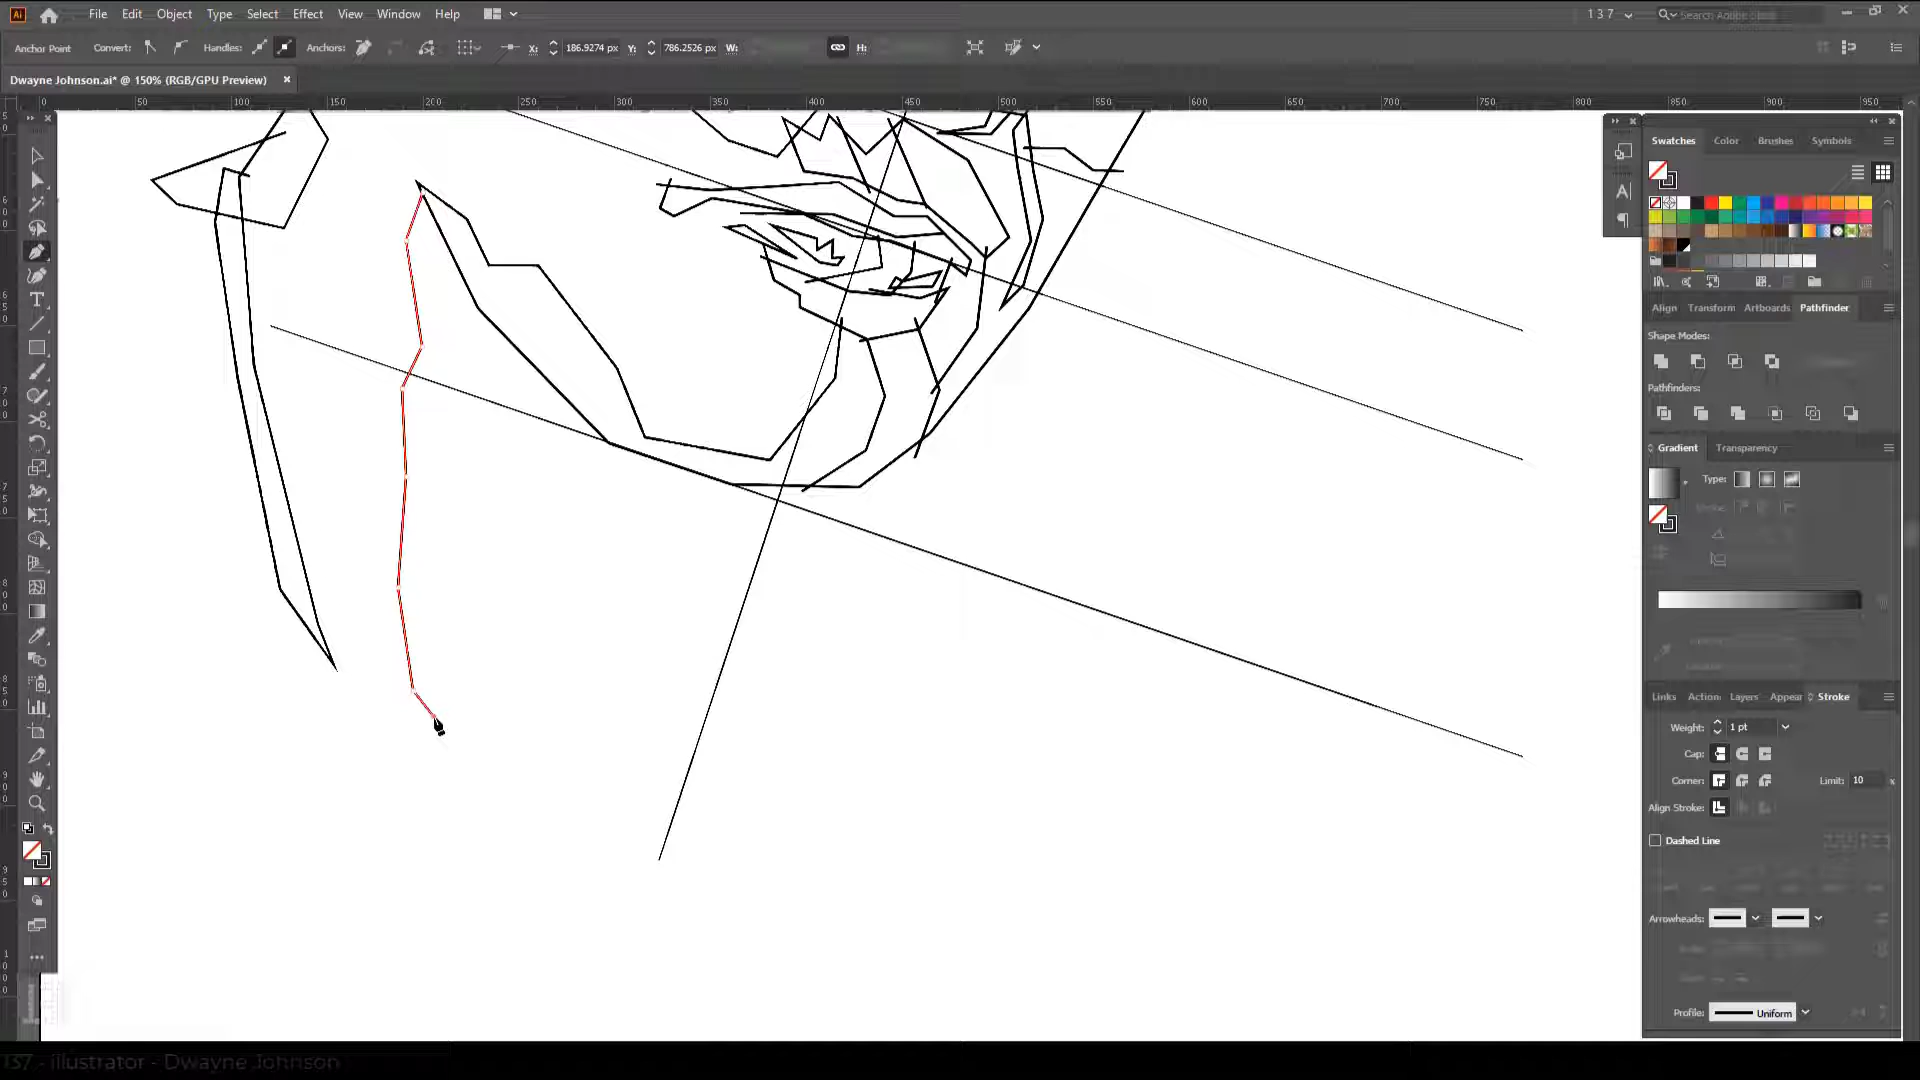 Ai File Edit Object Type Select Effect View Window Help 137 Search Adobe Stock
Anchor Point Convert: Handles: Anchors: X: 186.9274 px Y: 786.2526 px W: H:
Dwayne Johnson.ai* @ 150% (RGB/GPU Preview)
0 50 100 150 200 250 300 350 400 450 500 550 600 650 700 750 800 850 900 950
Swatches Color Brushes Symbols
Align Transform Artboards Pathfinder
Shape Modes:
Pathfinders:
Gradient Transparency
Type:
Links Action Layers Appear Stroke
Weight: 1 pt
Cap:
Corner: Limit: 10 x
Align Stroke:
Dashed Line
Arrowheads:
Profile: Uniform
137 - illustrator - Dwayne Johnson